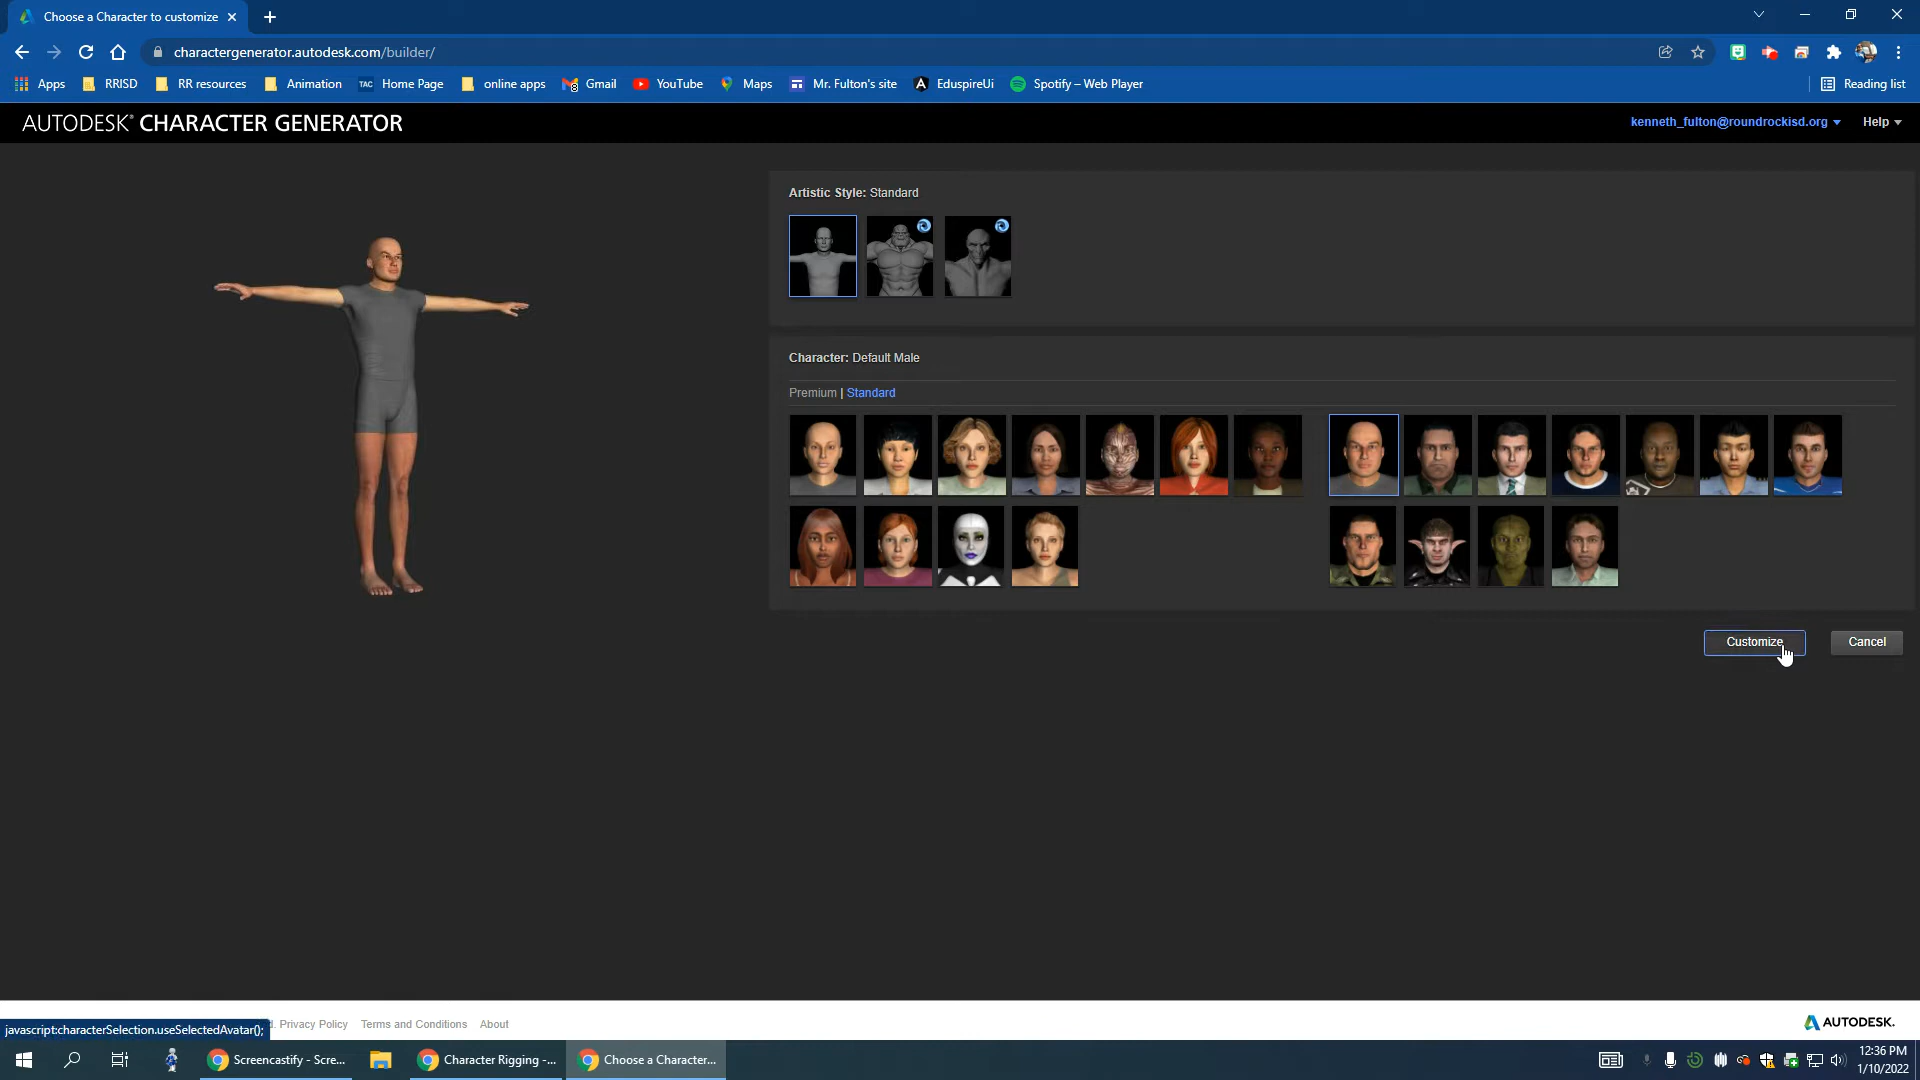 Choose a Character to customize
charactergenerator.autodesk.com/builder/
Apps RRISD RR resources Animation TAC Home Page online apps Gmail YouTube Maps Mr. Fulton's site EduspireUi Spotify – Web Player Reading list
AUTODESK® CHARACTER GENERATOR kenneth_fulton@roundrockisd.org Help
Artistic Style: Standard
Character: Default Male
Premium | Standard
Customize Cancel
javascript:characterSelection.useSelectedAvatar(); d. Privacy Policy Terms and Conditions About AUTODESK.
Screencastify - Scre... Character Rigging -... Choose a Character... 12:36 PM
1/10/2022